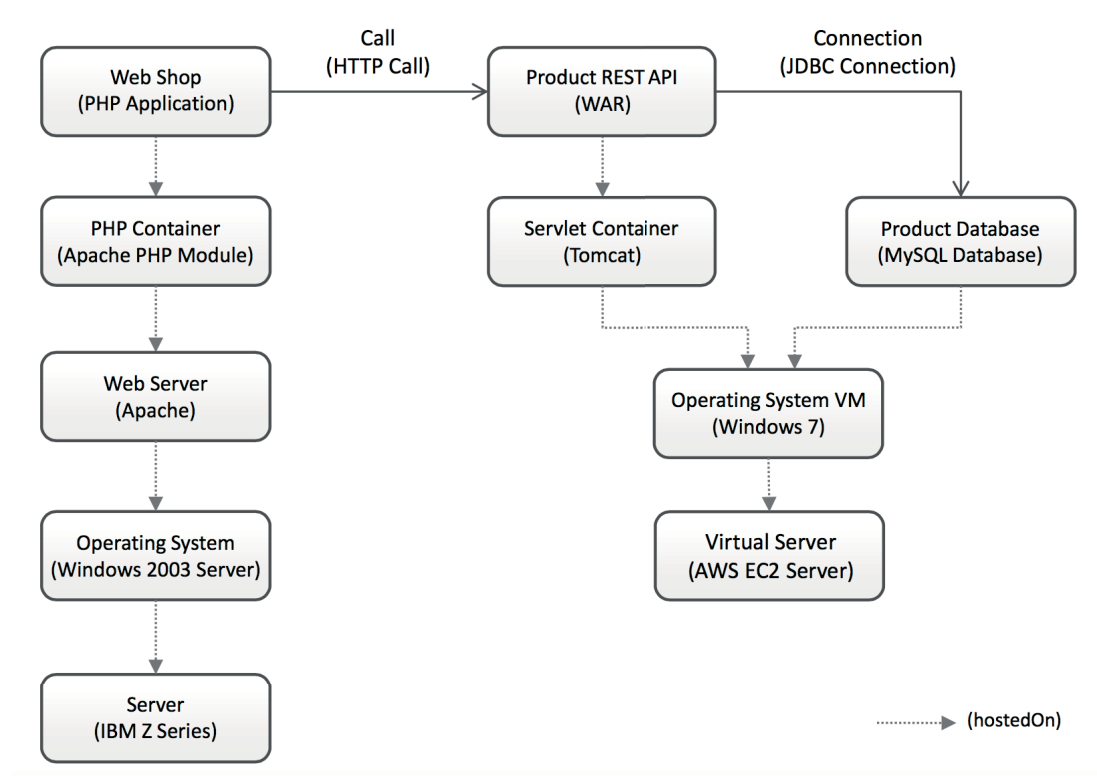 Call
(HTTP Call)
Connection
(JDBC Connection)
Web Shop
(PHP Application)
Product REST API
(WAR)
PHP Container
(Apache PHP Module)
Servlet Container
(Tomcat)
Product Database
(MySQL Database)
Web Server
(Apache)
Operating System VM
(Windows 7)
Operating System
(Windows 2003 Server)
Virtual Server
(AWS EC2 Server)
Server
(IBM Z Series)
(hostedOn)